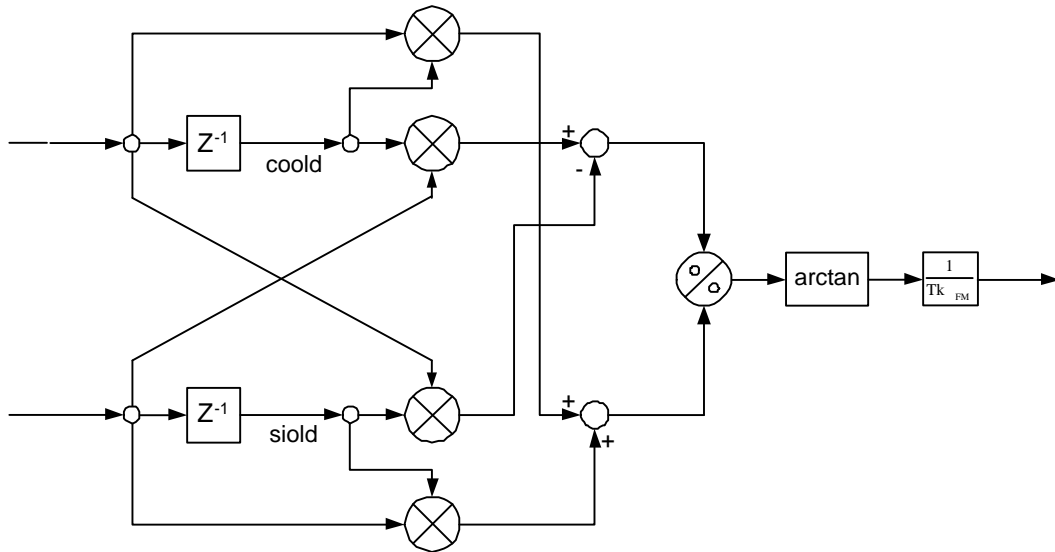 Z-1
coold
+
-
arctan
1
Tk FM
Z-1
siold
+
+